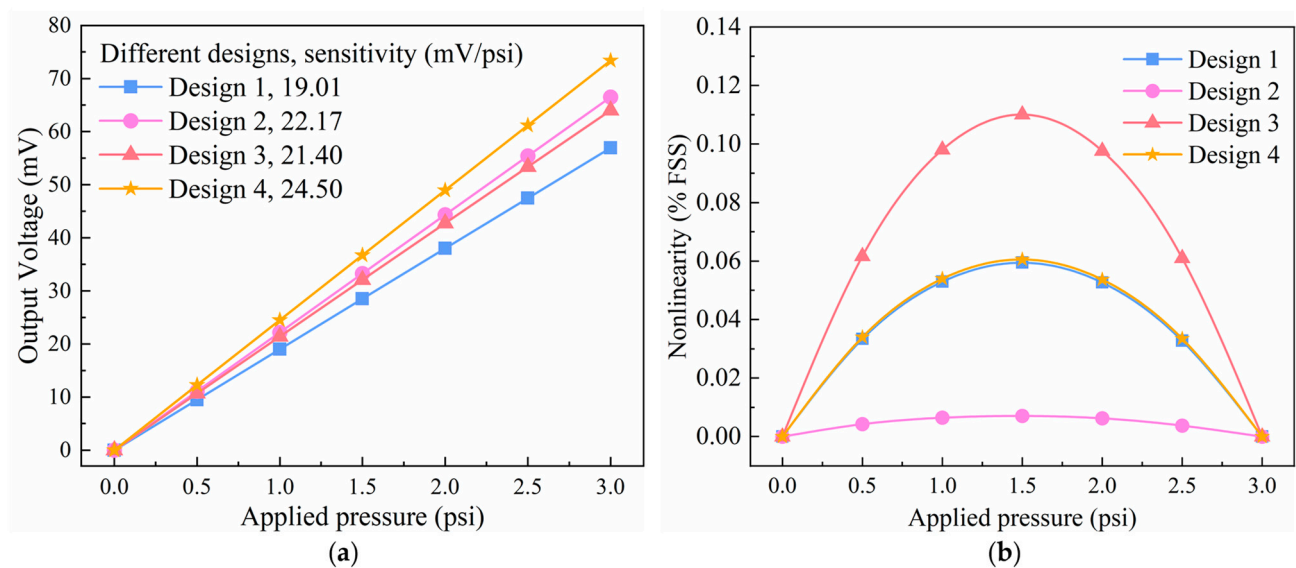 80
70
60
50
40
30
20
10
0
Output Voltage (mV)
Different designs, sensitivity (mV/psi)
Design 1, 19.01
Design 2, 22.17
Design 3, 21.40
Design 4, 24.50
0.0 0.5 1.0 1.5 2.0 2.5 3.0
Applied pressure (psi)
(a)
0.14
0.12
0.10
0.08
0.06
0.04
0.02
0.00
Nonlinearity (% FSS)
Design 1
Design 2
Design 3
Design 4
0.0 0.5 1.0 1.5 2.0 2.5 3.0
Applied pressure (psi)
(b)